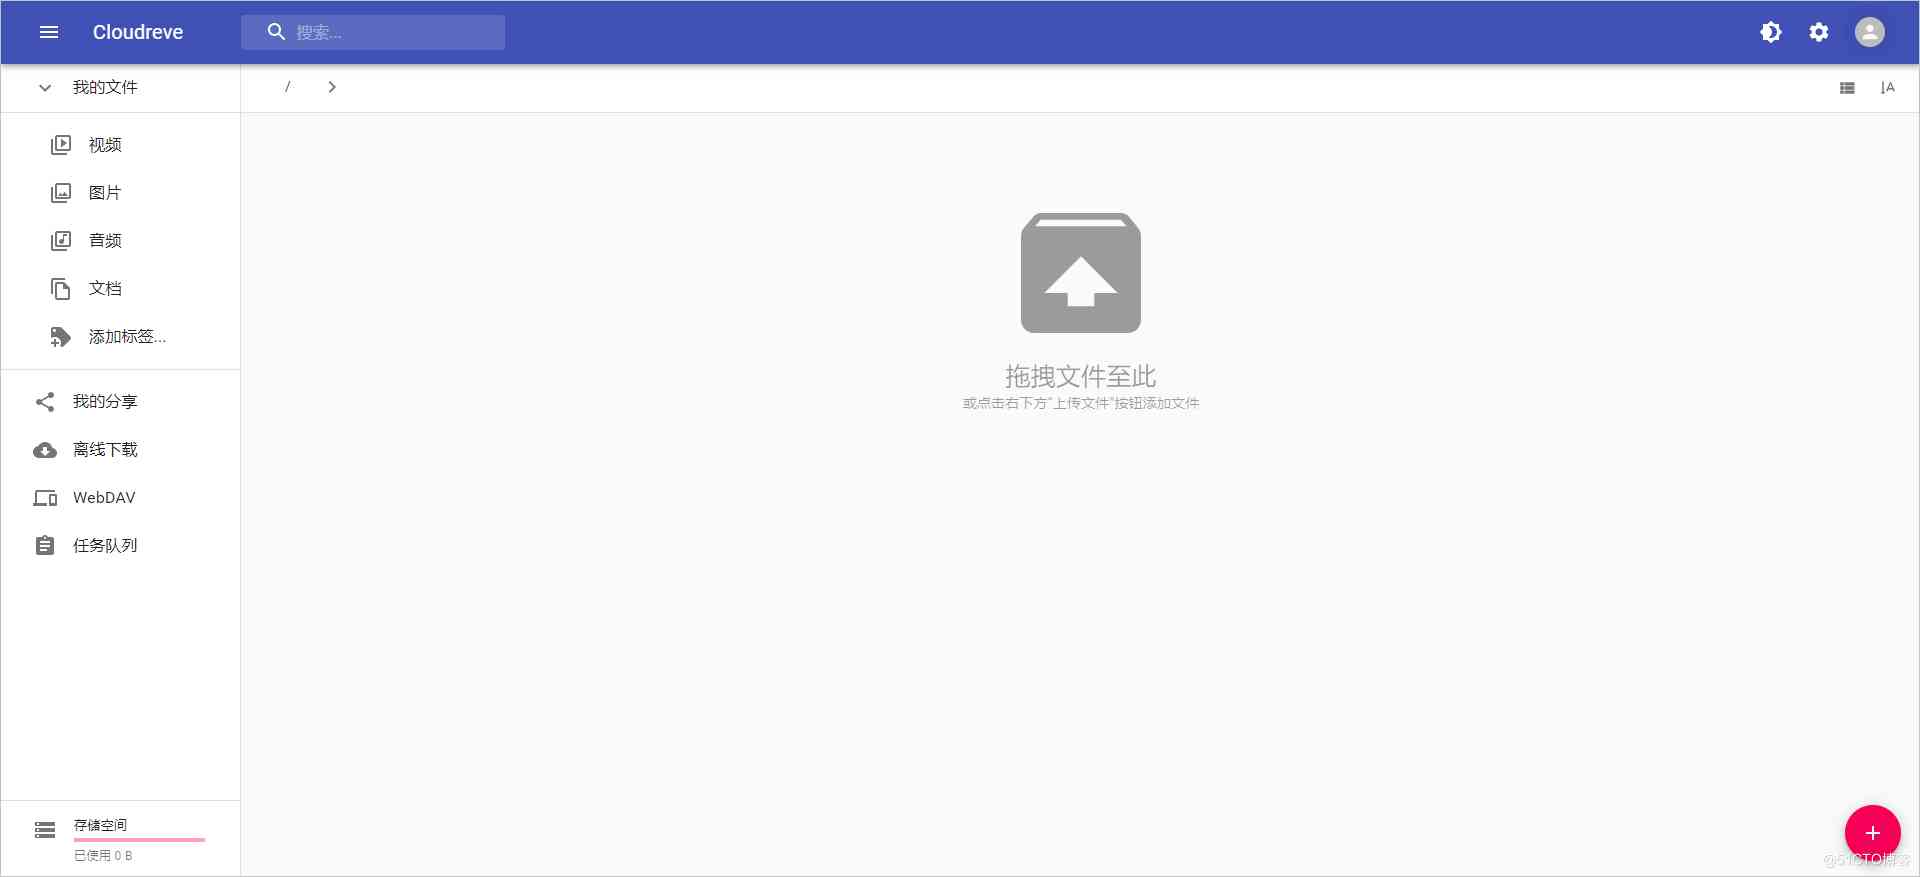 Cloudreve
搜索...
我的文件
/
视频
图片
音频
文档
添加标签...
我的分享
离线下载
WebDAV
任务队列
拖拽文件至此
或点击右下方"上传文件"按钮添加文件
存储空间
已使用 0 B
@51CTO博客